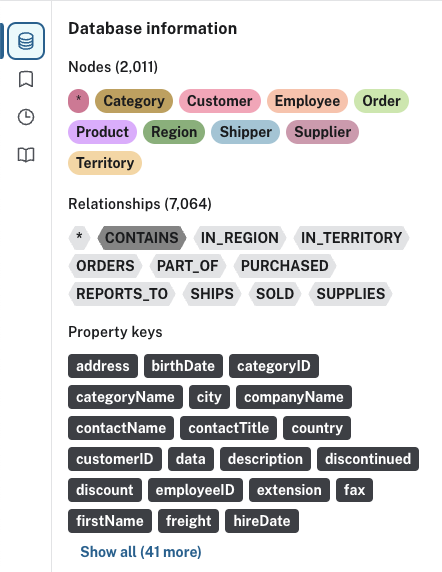 Database information
Nodes (2,011)
* Category Customer Employee Order
Product Region Shipper Supplier
Territory
Relationships (7,064)
* CONTAINS IN_REGION IN_TERRITORY
ORDERS PART_OF PURCHASED
REPORTS_TO SHIPS SOLD SUPPLIES
Property keys
address birthDate categoryID
categoryName city companyName
contactName contactTitle country
customerID data description discontinued
discount employeeID extension fax
firstName freight hireDate
Show all (41 more)